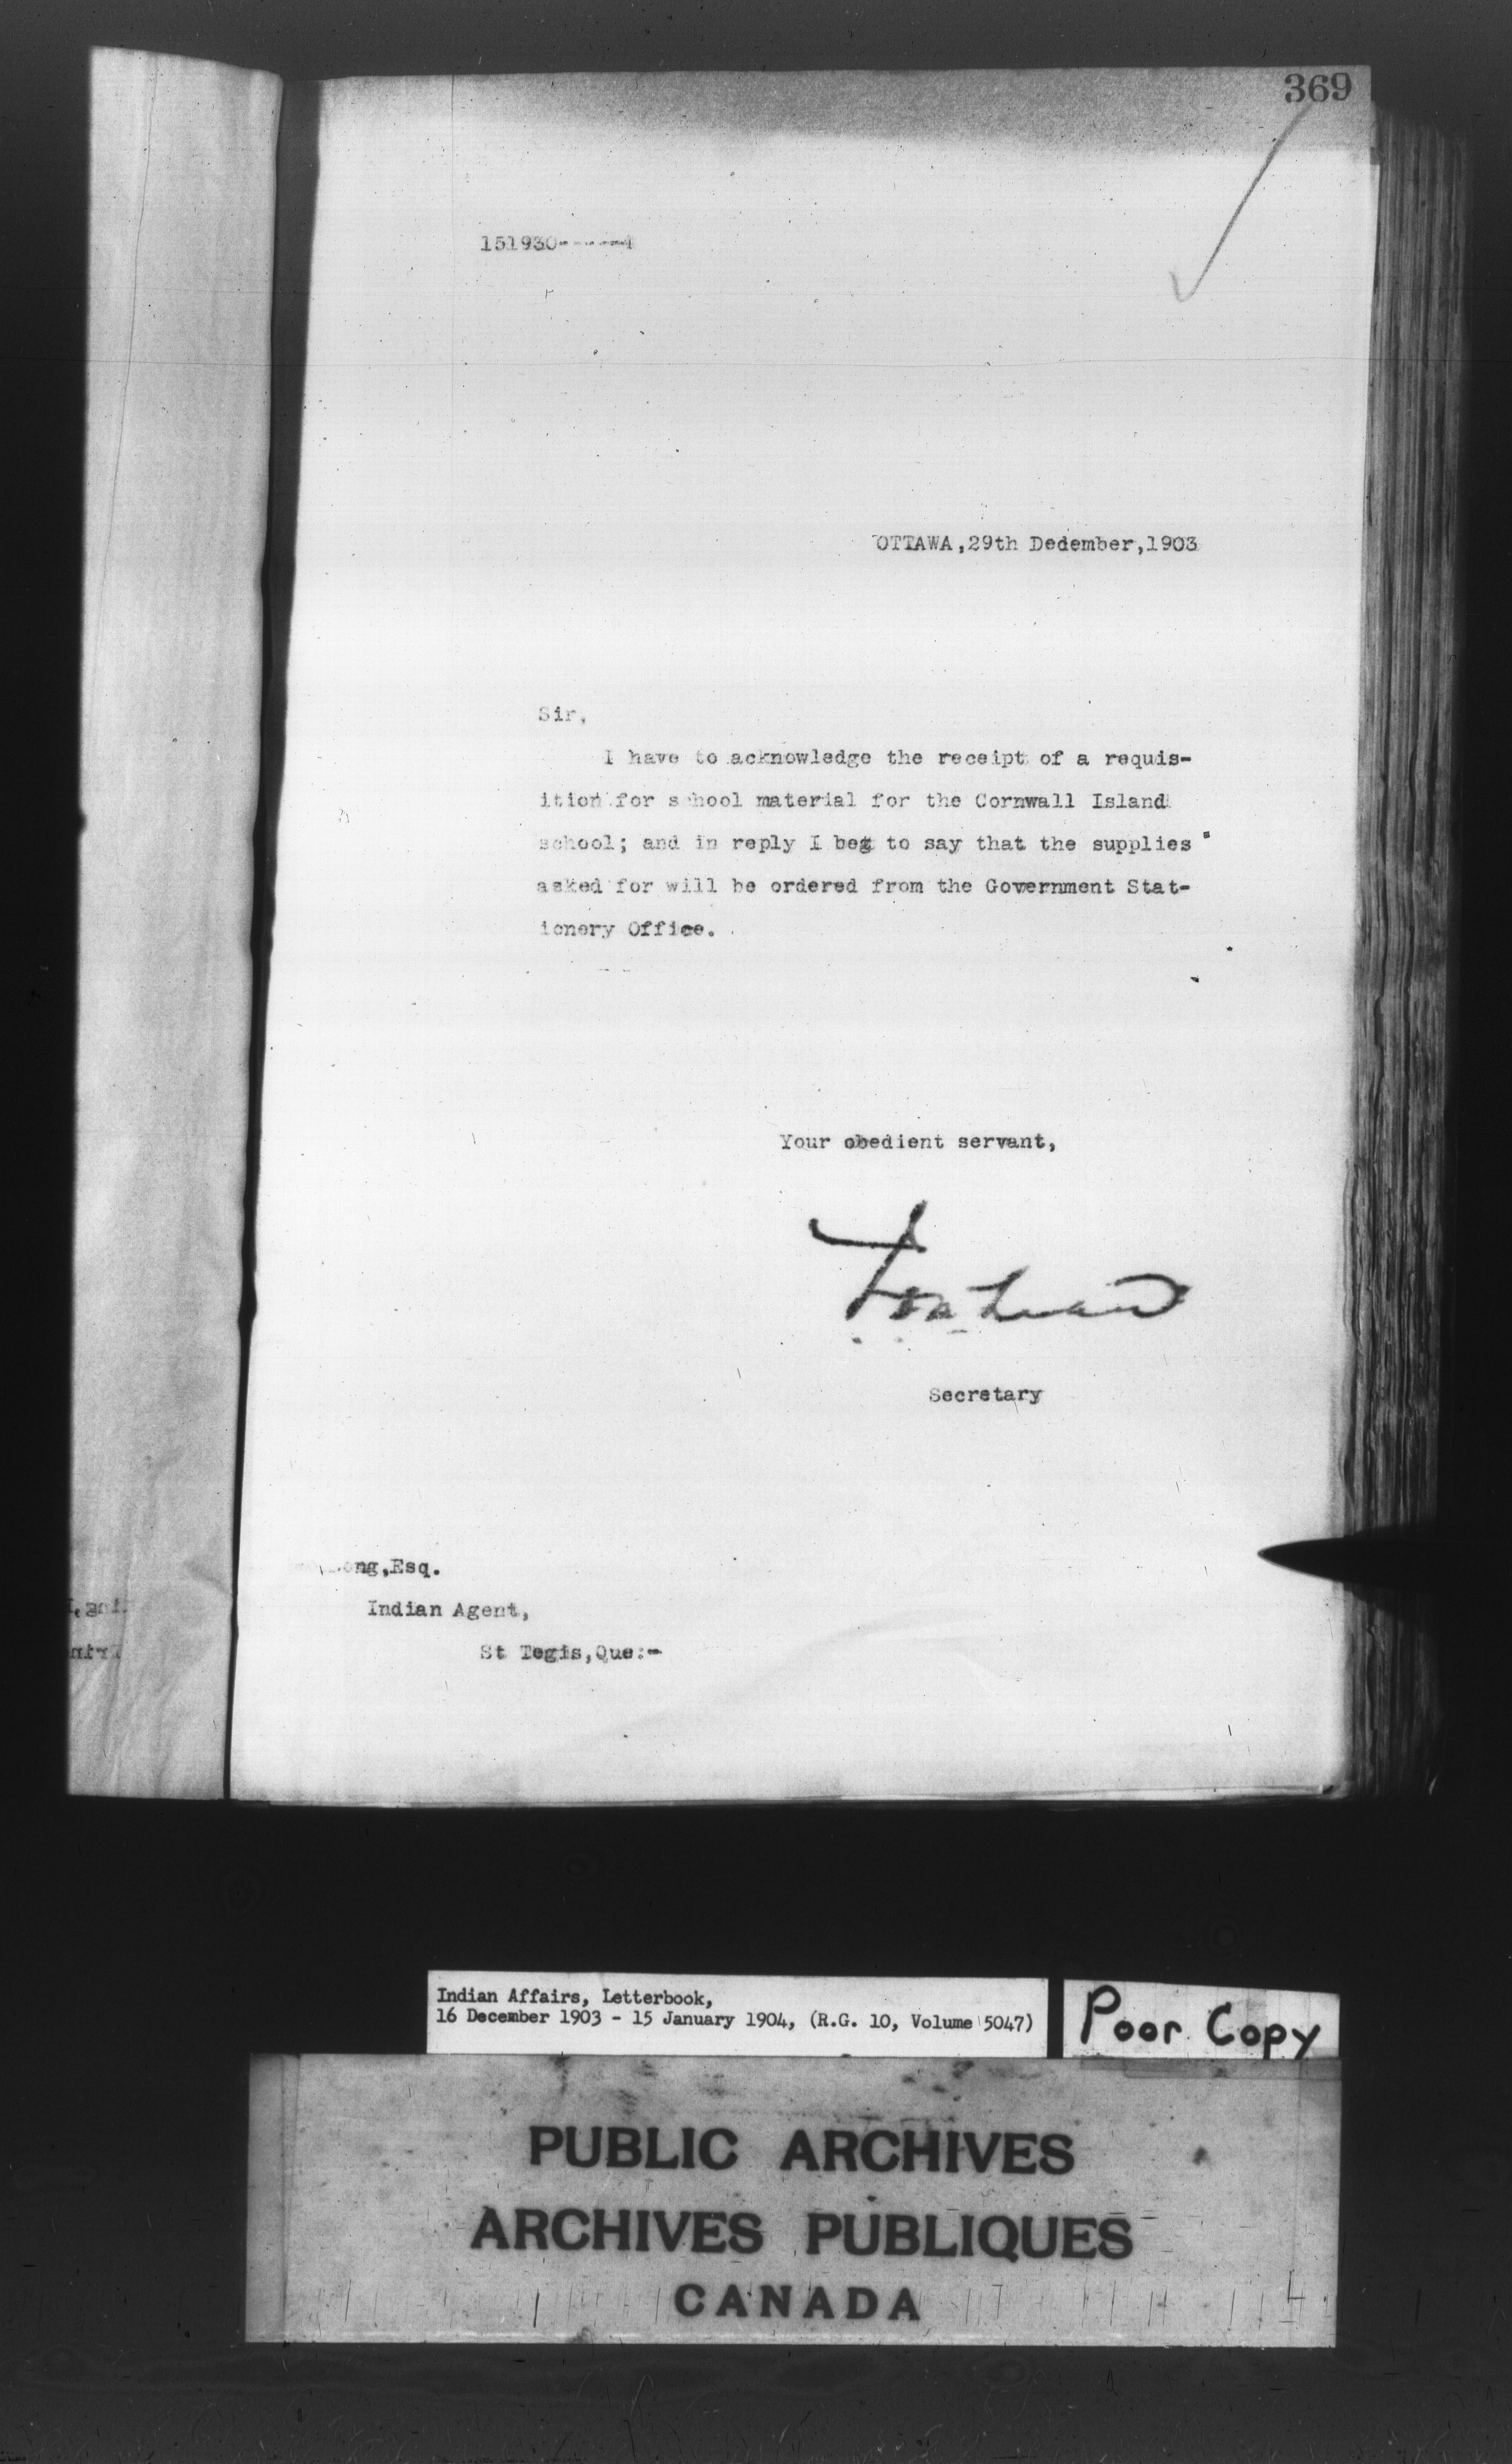 369
151930------4
OTTAWA,29th Dedember,1903
Sir,
I have to acknowledge the receipt of a requis-
ition for school material for the Cornwall Island
school; and in reply I beg to say that the supplies
asked for will be ordered from the Government Stat-
ionery Office.
Your obedient servant,
Secretary
Long,Esq.
Indian Agent,
St Tegis,Que:-
Indian Affairs, Letterbook,
16 December 1903 - 15 January 1904, (R.G. 10, Volume 5047)
Poor Copy
PUBLIC ARCHIVES
ARCHIVES PUBLIQUES
CANADA